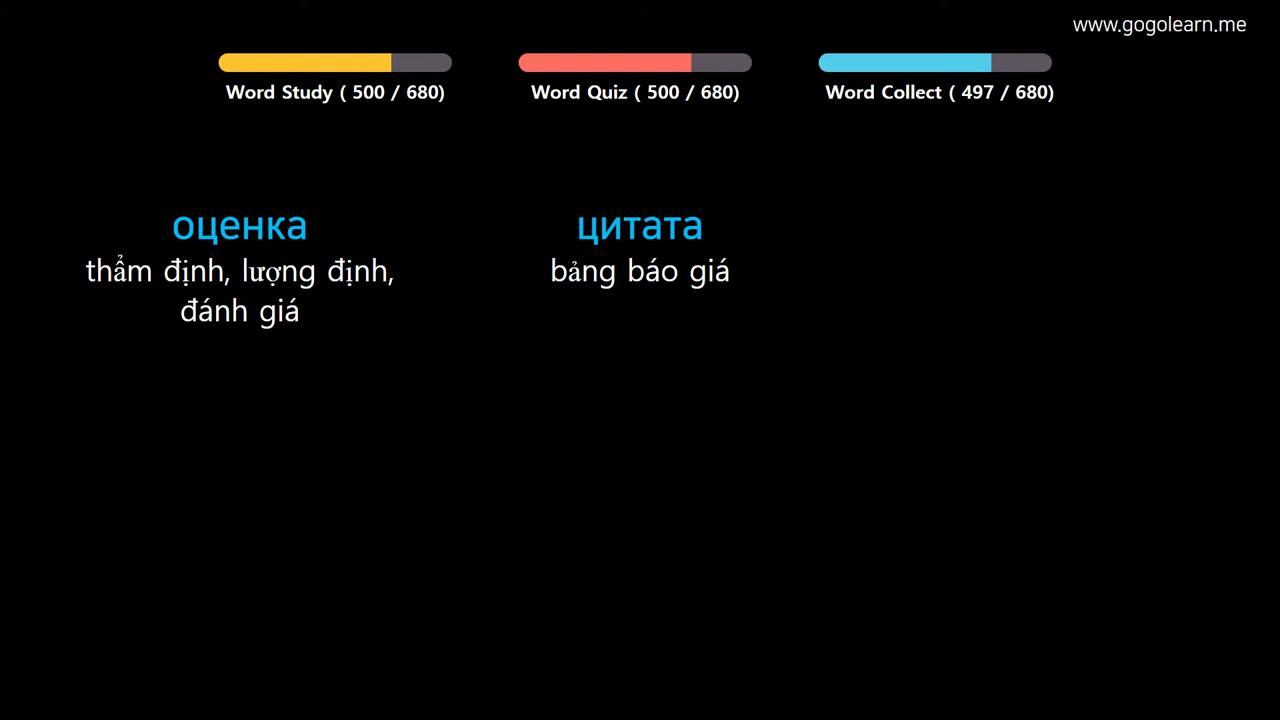 www.gogolearn.me
Word Study ( 500 / 680)
Word Quiz ( 500 / 680)
Word Collect ( 497 / 680)
оценка
thẩm định, lượng định,
đánh giá
цитата
bảng báo giá